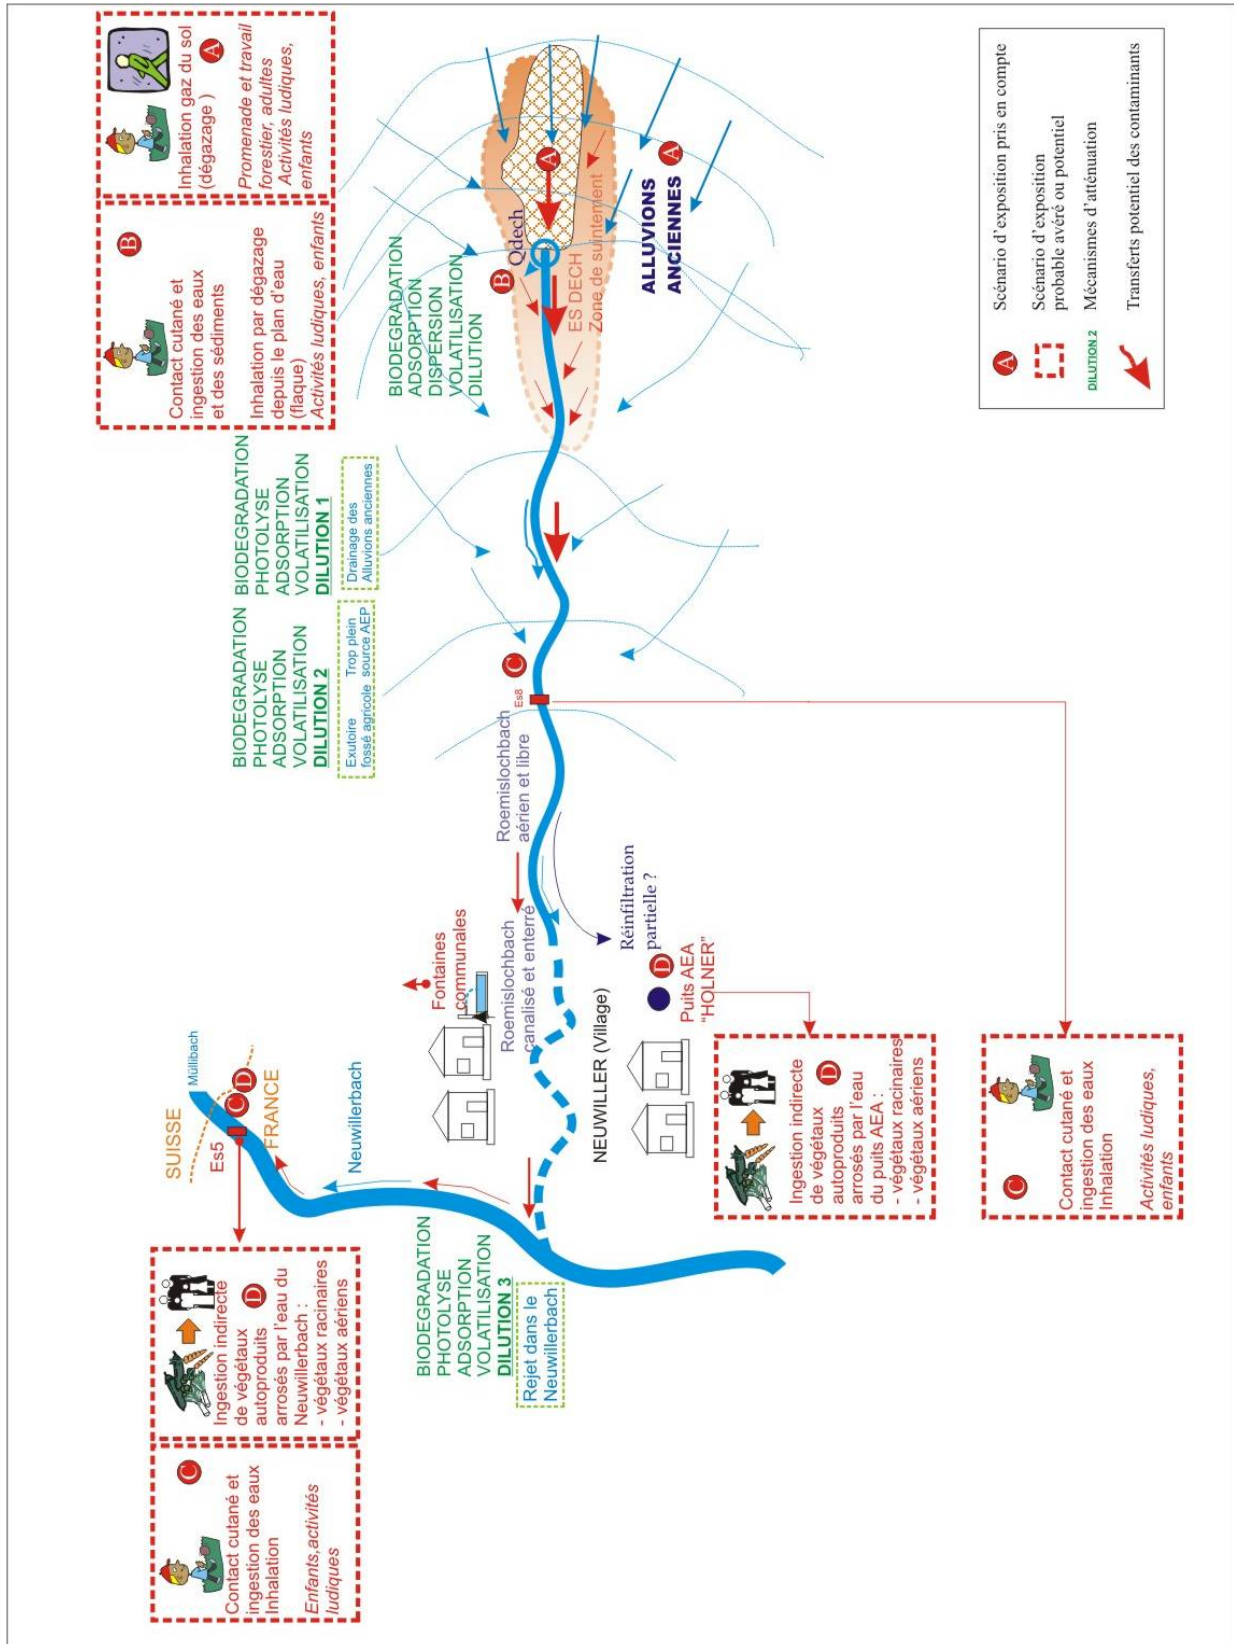 Contact cutané et
ingestion des eaux
Inhalation
Enfants,activités
ludiques
C
Ingestion indirecte
de végétaux
autoproduits
arrosés par l'eau du
Neuwillerbach :
- végétaux racinaires
- végétaux aériens
D
SUISSE
Müllibach
Es5
C
D
FRANCE
Neuwillerbach
BIODEGRADATION
PHOTOLYSE
ADSORPTION
VOLATILISATION
DILUTION 3
Rejet dans le
Neuwillerbach
Fontaines
communales
Roemislochbach
canalisé et enterré
Roemislochbach
aérien et libre
NEUWILLER (Village)
Réinfiltration
partielle ?
D
Puits AEA
"HOLNER"
Es8
C
BIODEGRADATION
PHOTOLYSE
ADSORPTION
VOLATILISATION
DILUTION 2
Exutoire
fossé agricole
Trop plein
source AEP
BIODEGRADATION
PHOTOLYSE
ADSORPTION
VOLATILISATION
DILUTION 1
Drainage des
Alluvions anciennes
B
Contact cutané et
ingestion des eaux
et des sédiments
Inhalation par dégazage
depuis le plan d'eau
(flaque)
Activités ludiques, enfants
Inhalation gaz du sol
(dégazage )
A
Promenade et travail
forestier, adultes
Activités ludiques,
enfants
BIODEGRADATION
ADSORPTION
DISPERSION
VOLATILISATION
DILUTION
B
Qdech
A
ES DECH
Zone de suintement
ALLUVIONS
ANCIENNES
A
Ingestion indirecte
de végétaux
autoproduits
arrosés par l'eau
du puits AEA :
- végétaux racinaires
- végétaux aériens
D
C
Contact cutané et
ingestion des eaux
Inhalation
Activités ludiques,
enfants
A
Scénario d'exposition pris en compte
Scénario d'exposition
probable avéré ou potentiel
DILUTION 2
Mécanismes d'atténuation
Transferts potentiel des contaminants